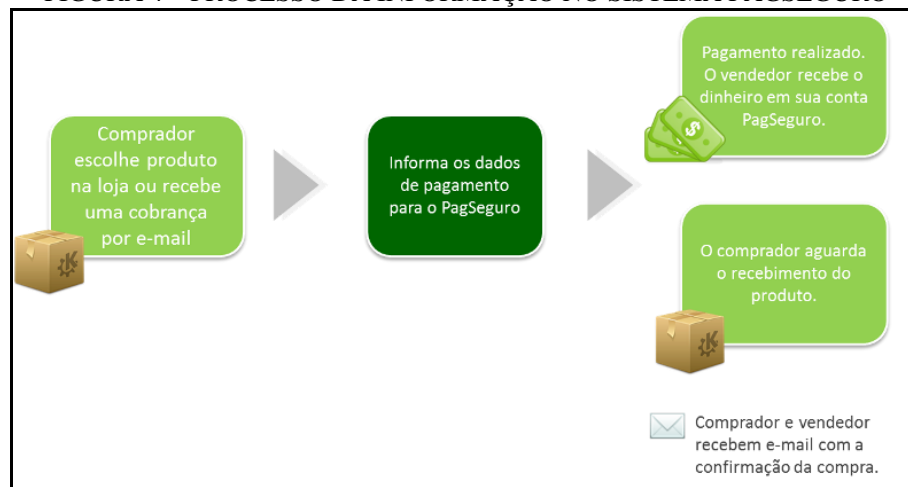 Comprador
escolhe produto
na loja ou recebe
uma cobrança
por e-mail
Informa os dados
de pagamento
para o PagSeguro
Pagamento realizado.
O vendedor recebe o
dinheiro em sua conta
PagSeguro.
O comprador aguarda
o recebimento do
produto.
Comprador e vendedor
recebem e-mail com a
confirmação da compra.